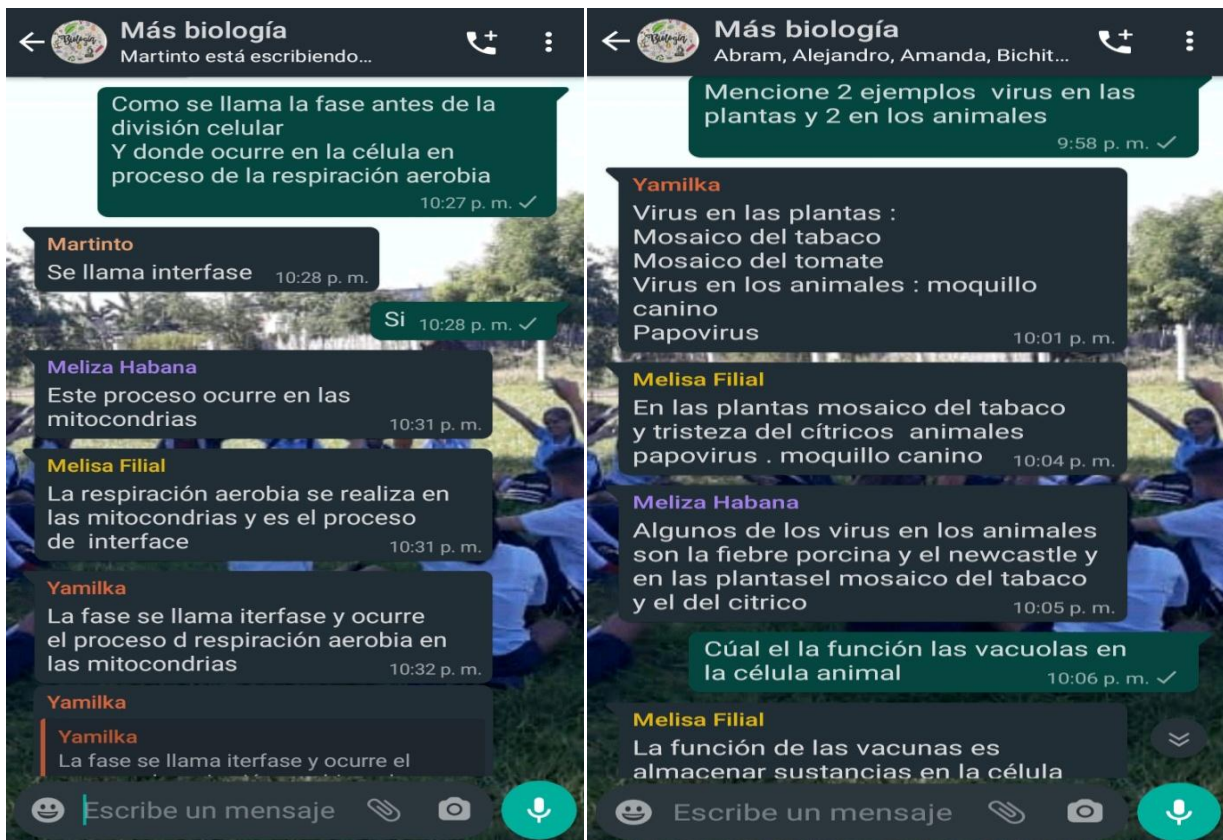 Más biología
Martinto está escribiendo...
Como se llama la fase antes de la
división celular
Y donde ocurre en la célula en
proceso de la respiración aerobia
10:27 p. m.
Martinto
Se llama interfase 10:28 p. m.
Si 10:28 p. m.
Meliza Habana
Este proceso ocurre en las
mitocondrias 10:31 p. m.
Melisa Filial
La respiración aerobia se realiza en
las mitocondrias y es el proceso
de interface 10:31 p. m.
Yamilka
La fase se llama iterfase y ocurre
el proceso d respiración aerobia en
las mitocondrias 10:32 p. m.
Yamilka
Yamilka
La fase se llama iterfase y ocurre el
Escribe un mensaje
Más biología
Abram, Alejandro, Amanda, Bichit...
Mencione 2 ejemplos virus en las
plantas y 2 en los animales
9:58 p. m.
Yamilka
Virus en las plantas :
Mosaico del tabaco
Mosaico del tomate
Virus en los animales : moquillo
canino
Papovirus 10:01 p. m.
Melisa Filial
En las plantas mosaico del tabaco
y tristeza del cítricos animales
papovirus . moquillo canino 10:04 p. m.
Meliza Habana
Algunos de los virus en los animales
son la fiebre porcina y el newcastle y
en las plantasel mosaico del tabaco
y el del citrico 10:05 p. m.
Cúal el la función las vacuolas en
la célula animal 10:06 p. m.
Melisa Filial
La función de las vacunas es
almacenar sustancias en la célula
Escribe un mensaje